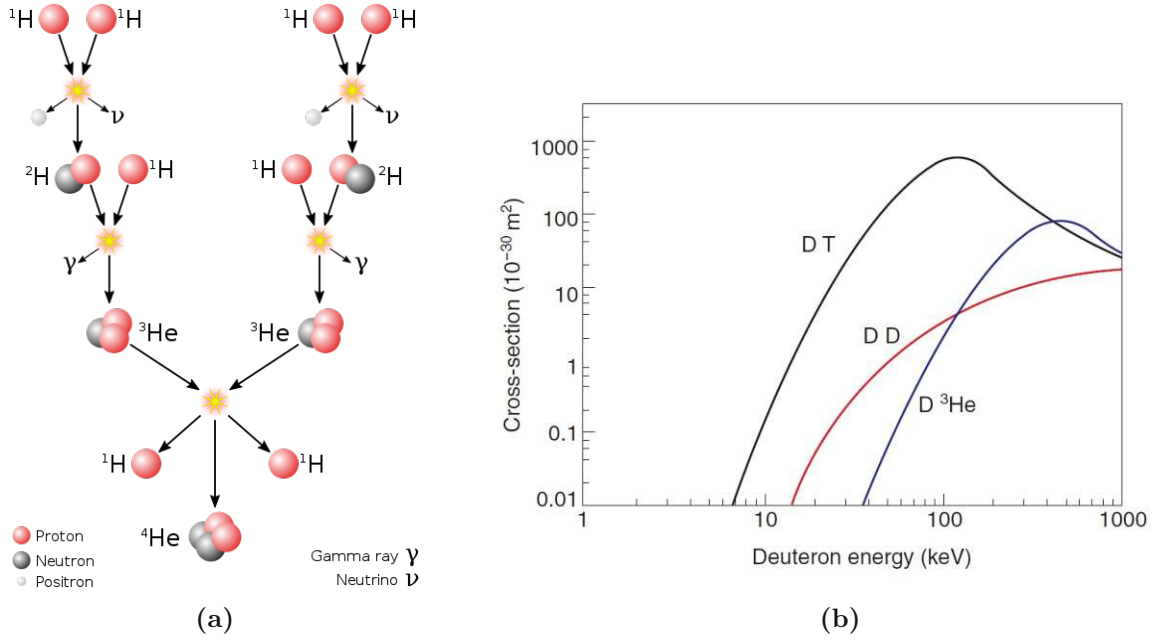 ¹H ¹H ¹H ¹H
ν ν
²H ¹H ¹H ²H
γ γ
³He ³He
¹H ¹H
⁴He
Proton
Neutron
Positron
Gamma ray γ
Neutrino ν
(a)
Cross-section (10⁻³⁰ m²)
1000
100
10
1
0.1
0.01
D T
D D
D ³He
1 10 100 1000
Deuteron energy (keV)
(b)